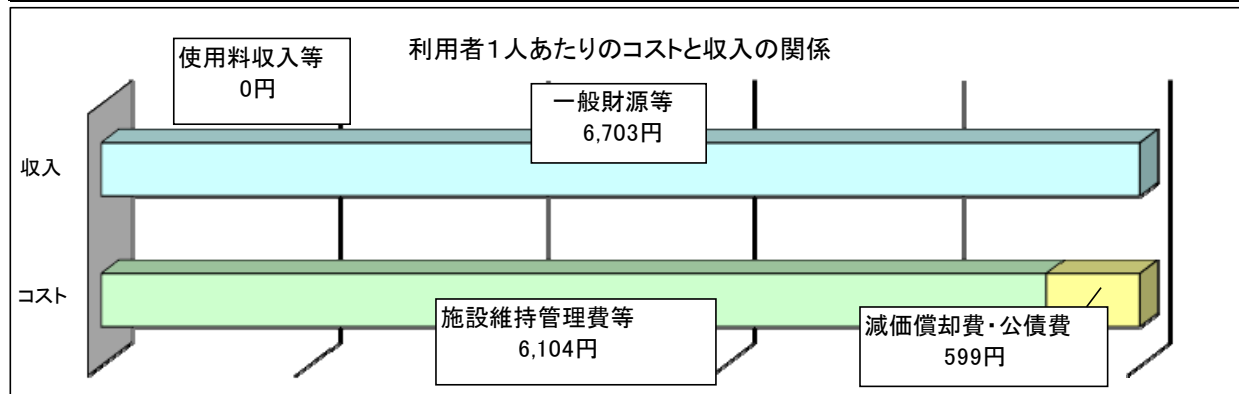 利用者１人あたりのコストと収入の関係
使用料収入等
0円
一般財源等
6,703円
収入
コスト
施設維持管理費等
6,104円
減価償却費・公債費
599円